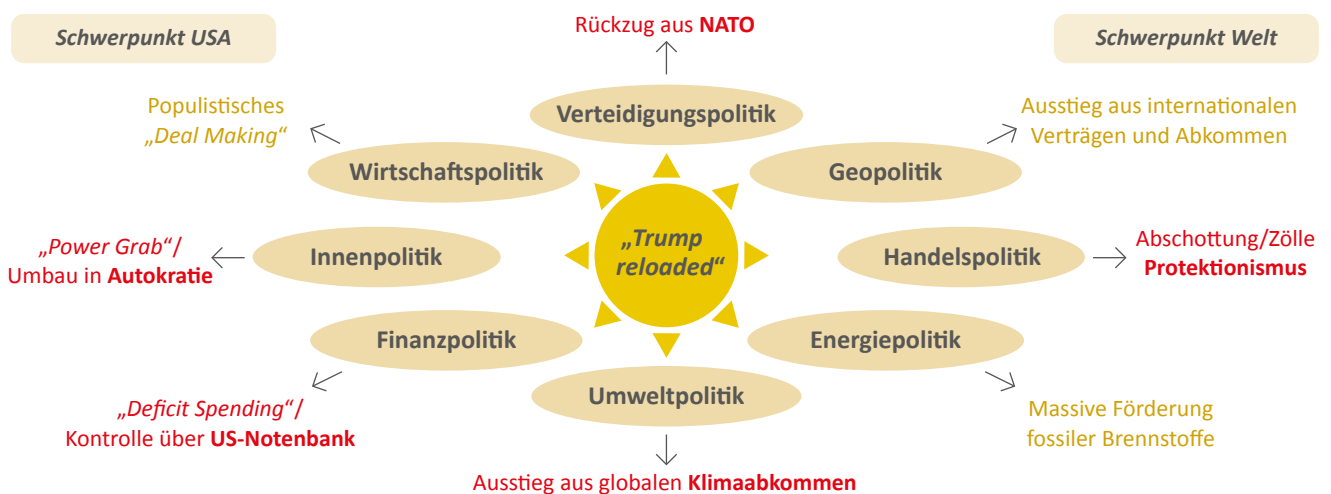 Schwerpunkt USA
Rückzug aus NATO
Schwerpunkt Welt
Verteidigungspolitik
Populistisches
„Deal Making“
Wirtschaftspolitik
Geopolitik
Ausstieg aus internationalen
Verträgen und Abkommen
„Power Grab“/
Umbau in Autokratie
Innenpolitik
„Trump
reloaded“
Handelspolitik
Abschottung/Zölle
Protektionismus
Finanzpolitik
Energiepolitik
„Deficit Spending“/
Kontrolle über US-Notenbank
Umweltpolitik
Massive Förderung
fossiler Brennstoffe
Ausstieg aus globalen Klimaabkommen